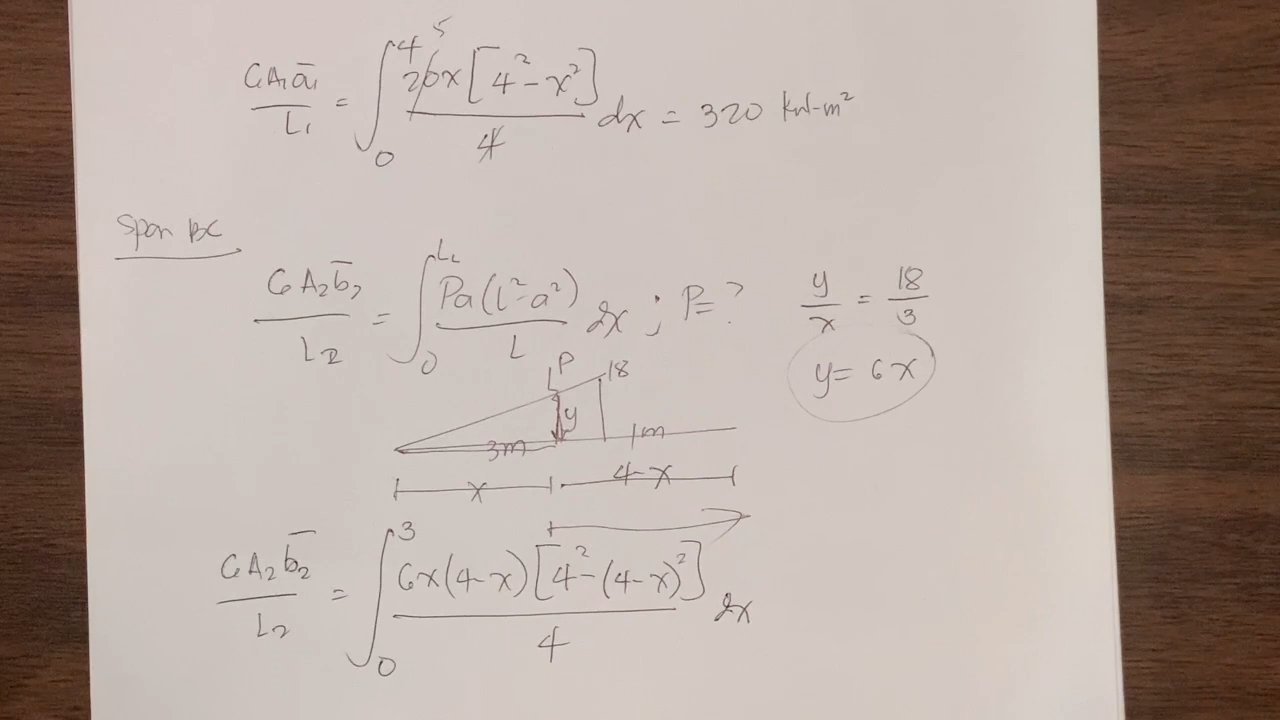 6A₁ā₁/L₁ = ∫₀⁴ 20x[4²-x²]/4 dx = 320 kN-m²
5
Span BC
6A₂b̄₂/L₂ = ∫₀^L₂ Pa(L²-a²)/L dx ; P= ?
y/x = 18/3
y= 6x
P 18
y
3m 1m
x 4-x
6A₂b̄₂/L₂ = ∫₀³ 6x(4-x)[4²-(4-x)²]/4 dx